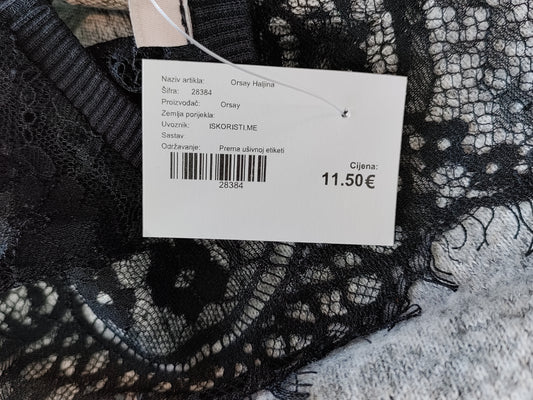 Naziv artikla: Orsay Haljina
Šifra: 28384
Proizvođač: Orsay
Zemlja porijekla:
Uvoznik: ISKORISTI.ME
Sastav:
Održavanje: Prema ušivnoj etiketi
28384
Cijena:
11.50€